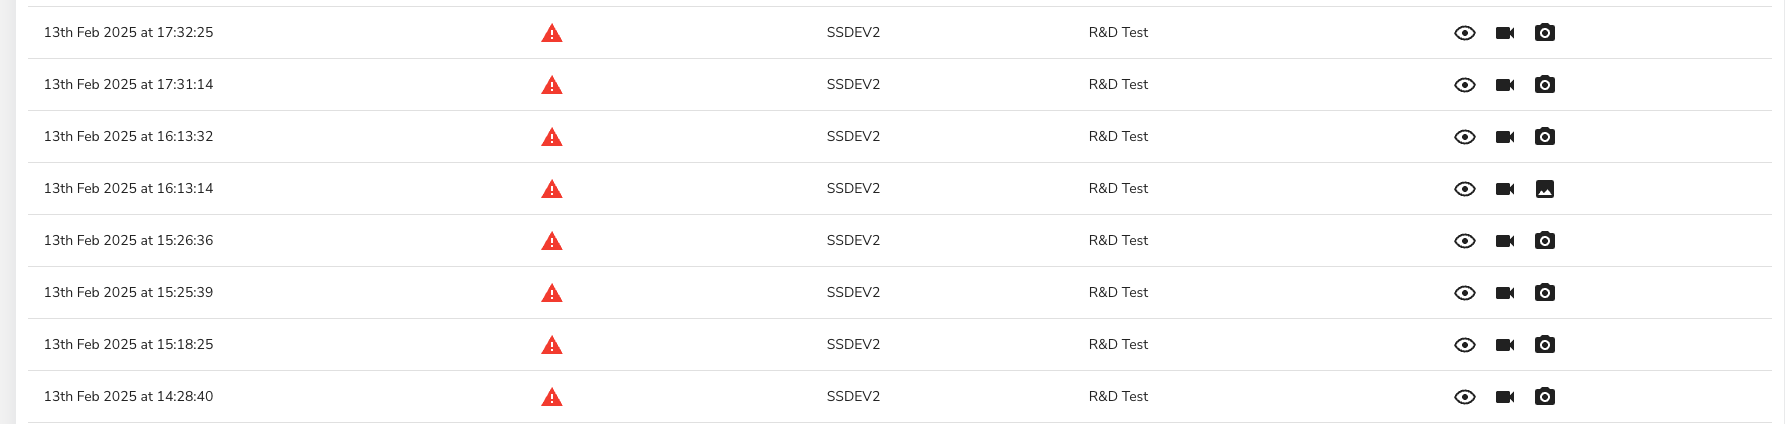 13th Feb 2025 at 17:32:25 SSDEV2 R&D Test
13th Feb 2025 at 17:31:14 SSDEV2 R&D Test
13th Feb 2025 at 16:13:32 SSDEV2 R&D Test
13th Feb 2025 at 16:13:14 SSDEV2 R&D Test
13th Feb 2025 at 15:26:36 SSDEV2 R&D Test
13th Feb 2025 at 15:25:39 SSDEV2 R&D Test
13th Feb 2025 at 15:18:25 SSDEV2 R&D Test
13th Feb 2025 at 14:28:40 SSDEV2 R&D Test